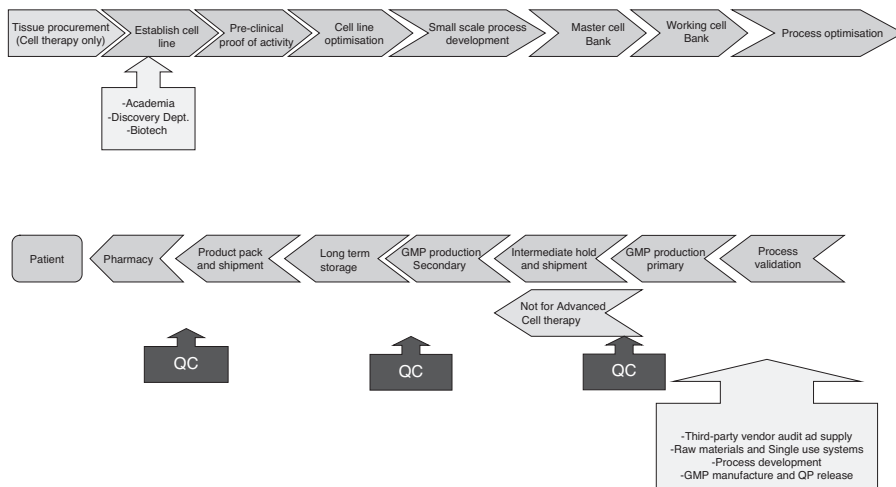 Tissue procurement
(Cell therapy only)
Establish cell
line
Pre-clinical
proof of activity
Cell line
optimisation
Small scale process
development
Master cell
Bank
Working cell
Bank
Process optimisation
-Academia
-Discovery Dept.
-Biotech
Patient
Pharmacy
Product pack
and shipment
Long term
storage
GMP production
Secondary
Intermediate hold
and shipment
GMP production
primary
Process
validation
Not for Advanced
Cell therapy
QC
QC
QC
-Third-party vendor audit ad supply
-Raw materials and Single use systems
-Process development
-GMP manufacture and QP release